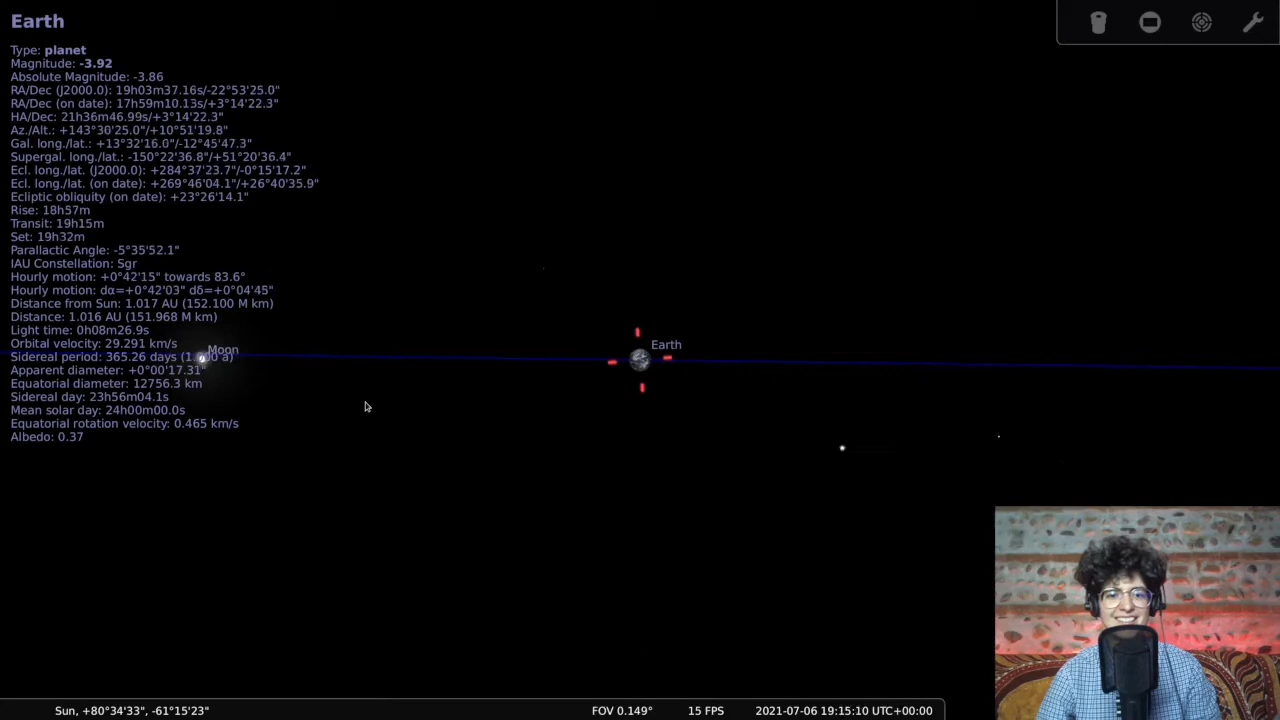 Earth
Type: planet
Magnitude: -3.92
Absolute Magnitude: -3.86
RA/Dec (J2000.0): 19h03m37.16s/-22°53'25.0"
RA/Dec (on date): 17h59m10.13s/+3°14'22.3"
HA/Dec: 21h36m46.99s/+3°14'22.3"
Az./Alt.: +143°30'25.0"/+10°51'19.8"
Gal. long./lat.: +13°32'16.0"/-12°45'47.3"
Supergal. long./lat.: -150°22'36.8"/+51°20'36.4"
Ecl. long./lat. (J2000.0): +284°37'23.7"/-0°15'17.2"
Ecl. long./lat. (on date): +269°46'04.1"/+26°40'35.9"
Ecliptic obliquity (on date): +23°26'14.1"
Rise: 18h57m
Transit: 19h15m
Set: 19h32m
Parallactic Angle: -5°35'52.1"
IAU Constellation: Sgr
Hourly motion: +0°42'15" towards 83.6°
Hourly motion: dα=+0°42'03" dδ=+0°04'45"
Distance from Sun: 1.017 AU (152.100 M km)
Distance: 1.016 AU (151.968 M km)
Light time: 0h08m26.9s
Orbital velocity: 29.291 km/s
Sidereal period: 365.26 days (1.000 a)
Moon
Earth
Apparent diameter: +0°00'17.31"
Equatorial diameter: 12756.3 km
Sidereal day: 23h56m04.1s
Mean solar day: 24h00m00.0s
Equatorial rotation velocity: 0.465 km/s
Albedo: 0.37
Sun, +80°34'33", -61°15'23" FOV 0.149° 15 FPS 2021-07-06 19:15:10 UTC+00:00